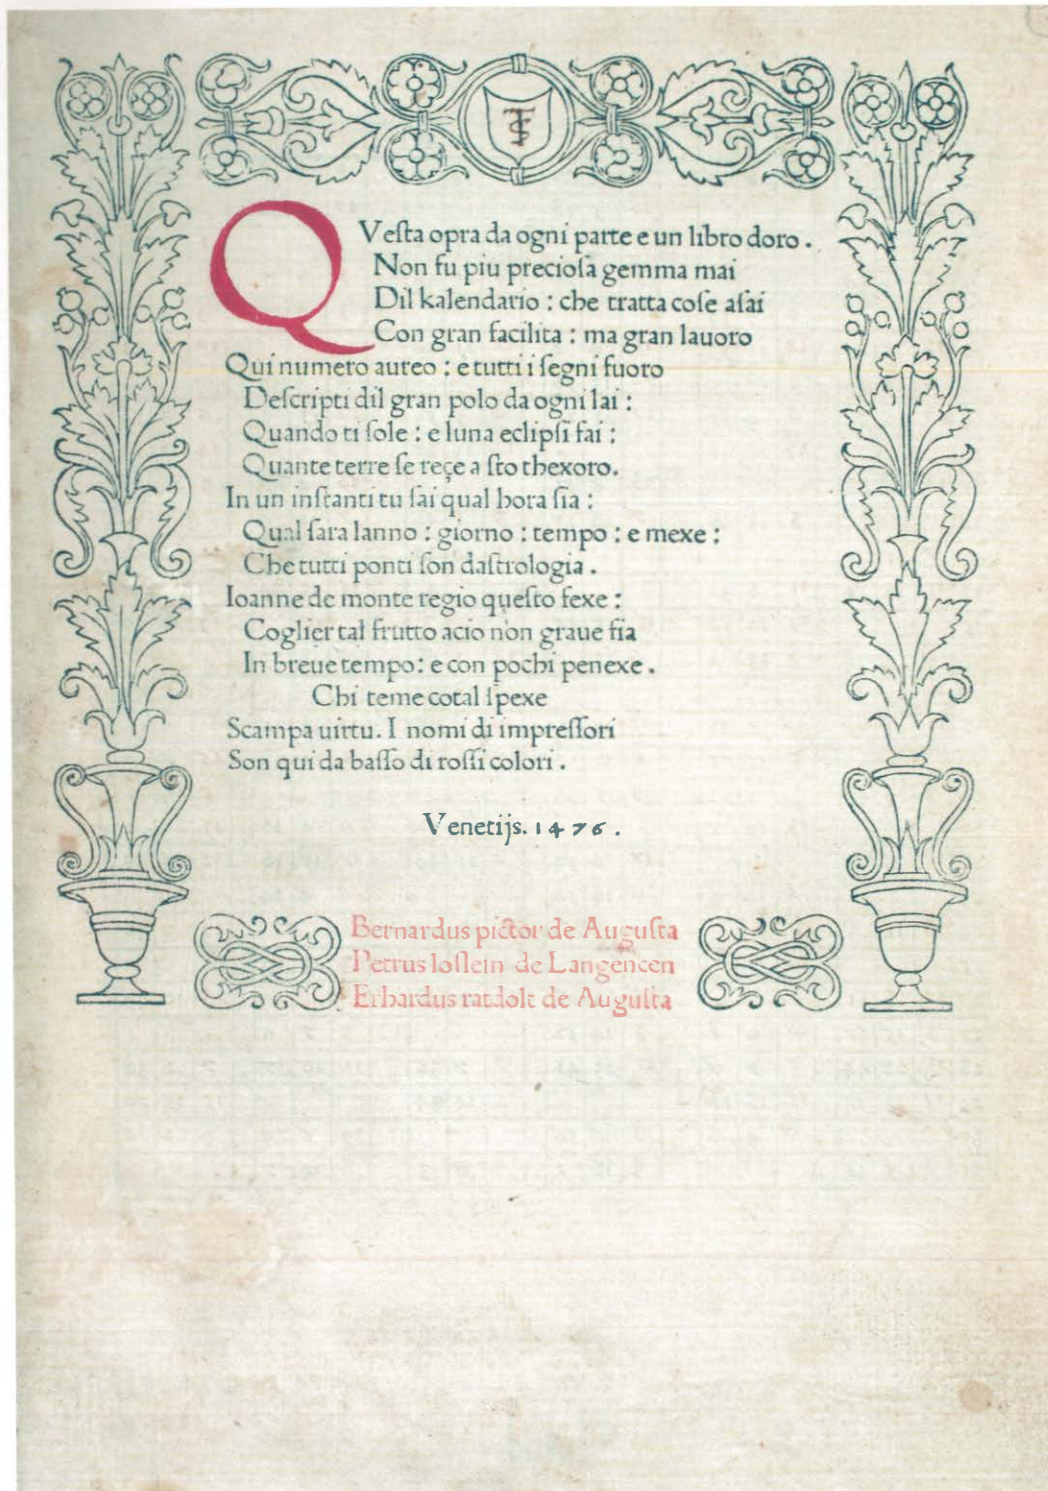 QVeſta opra da ogni parte e un libro doro.
Non fu piu precioſa gemma mai
Dil kalendario : che tratta coſe aſai
Con gran facilita : ma gran lauoro
Qui numero aureo : e tutti i ſegni fuoro
Deſcripti dil gran polo da ogni lai :
Quando ti ſole : e luna eclipſi fai :
Quante terre ſe reçe a ſto thexoro.
In un inſtanti tu ſai qual hora ſia :
Qual ſara lanno : giorno : tempo : e mexe :
Che tutti ponti ſon daſtrologia.
Ioanne de monte regio queſto fexe :
Coglier tal frutto acio non graue ſia
In breue tempo : e con pochi penexe.
Chi teme cotal ſpexe
Scampa uirtu. I nomi di impreſſori
Son qui da baſſo di roſſi colori.
Venetijs. 1476.
Bernardus pictor de Auguſta
Petrus loſlein de Langencen
Erhardus ratdolt de Auguſta